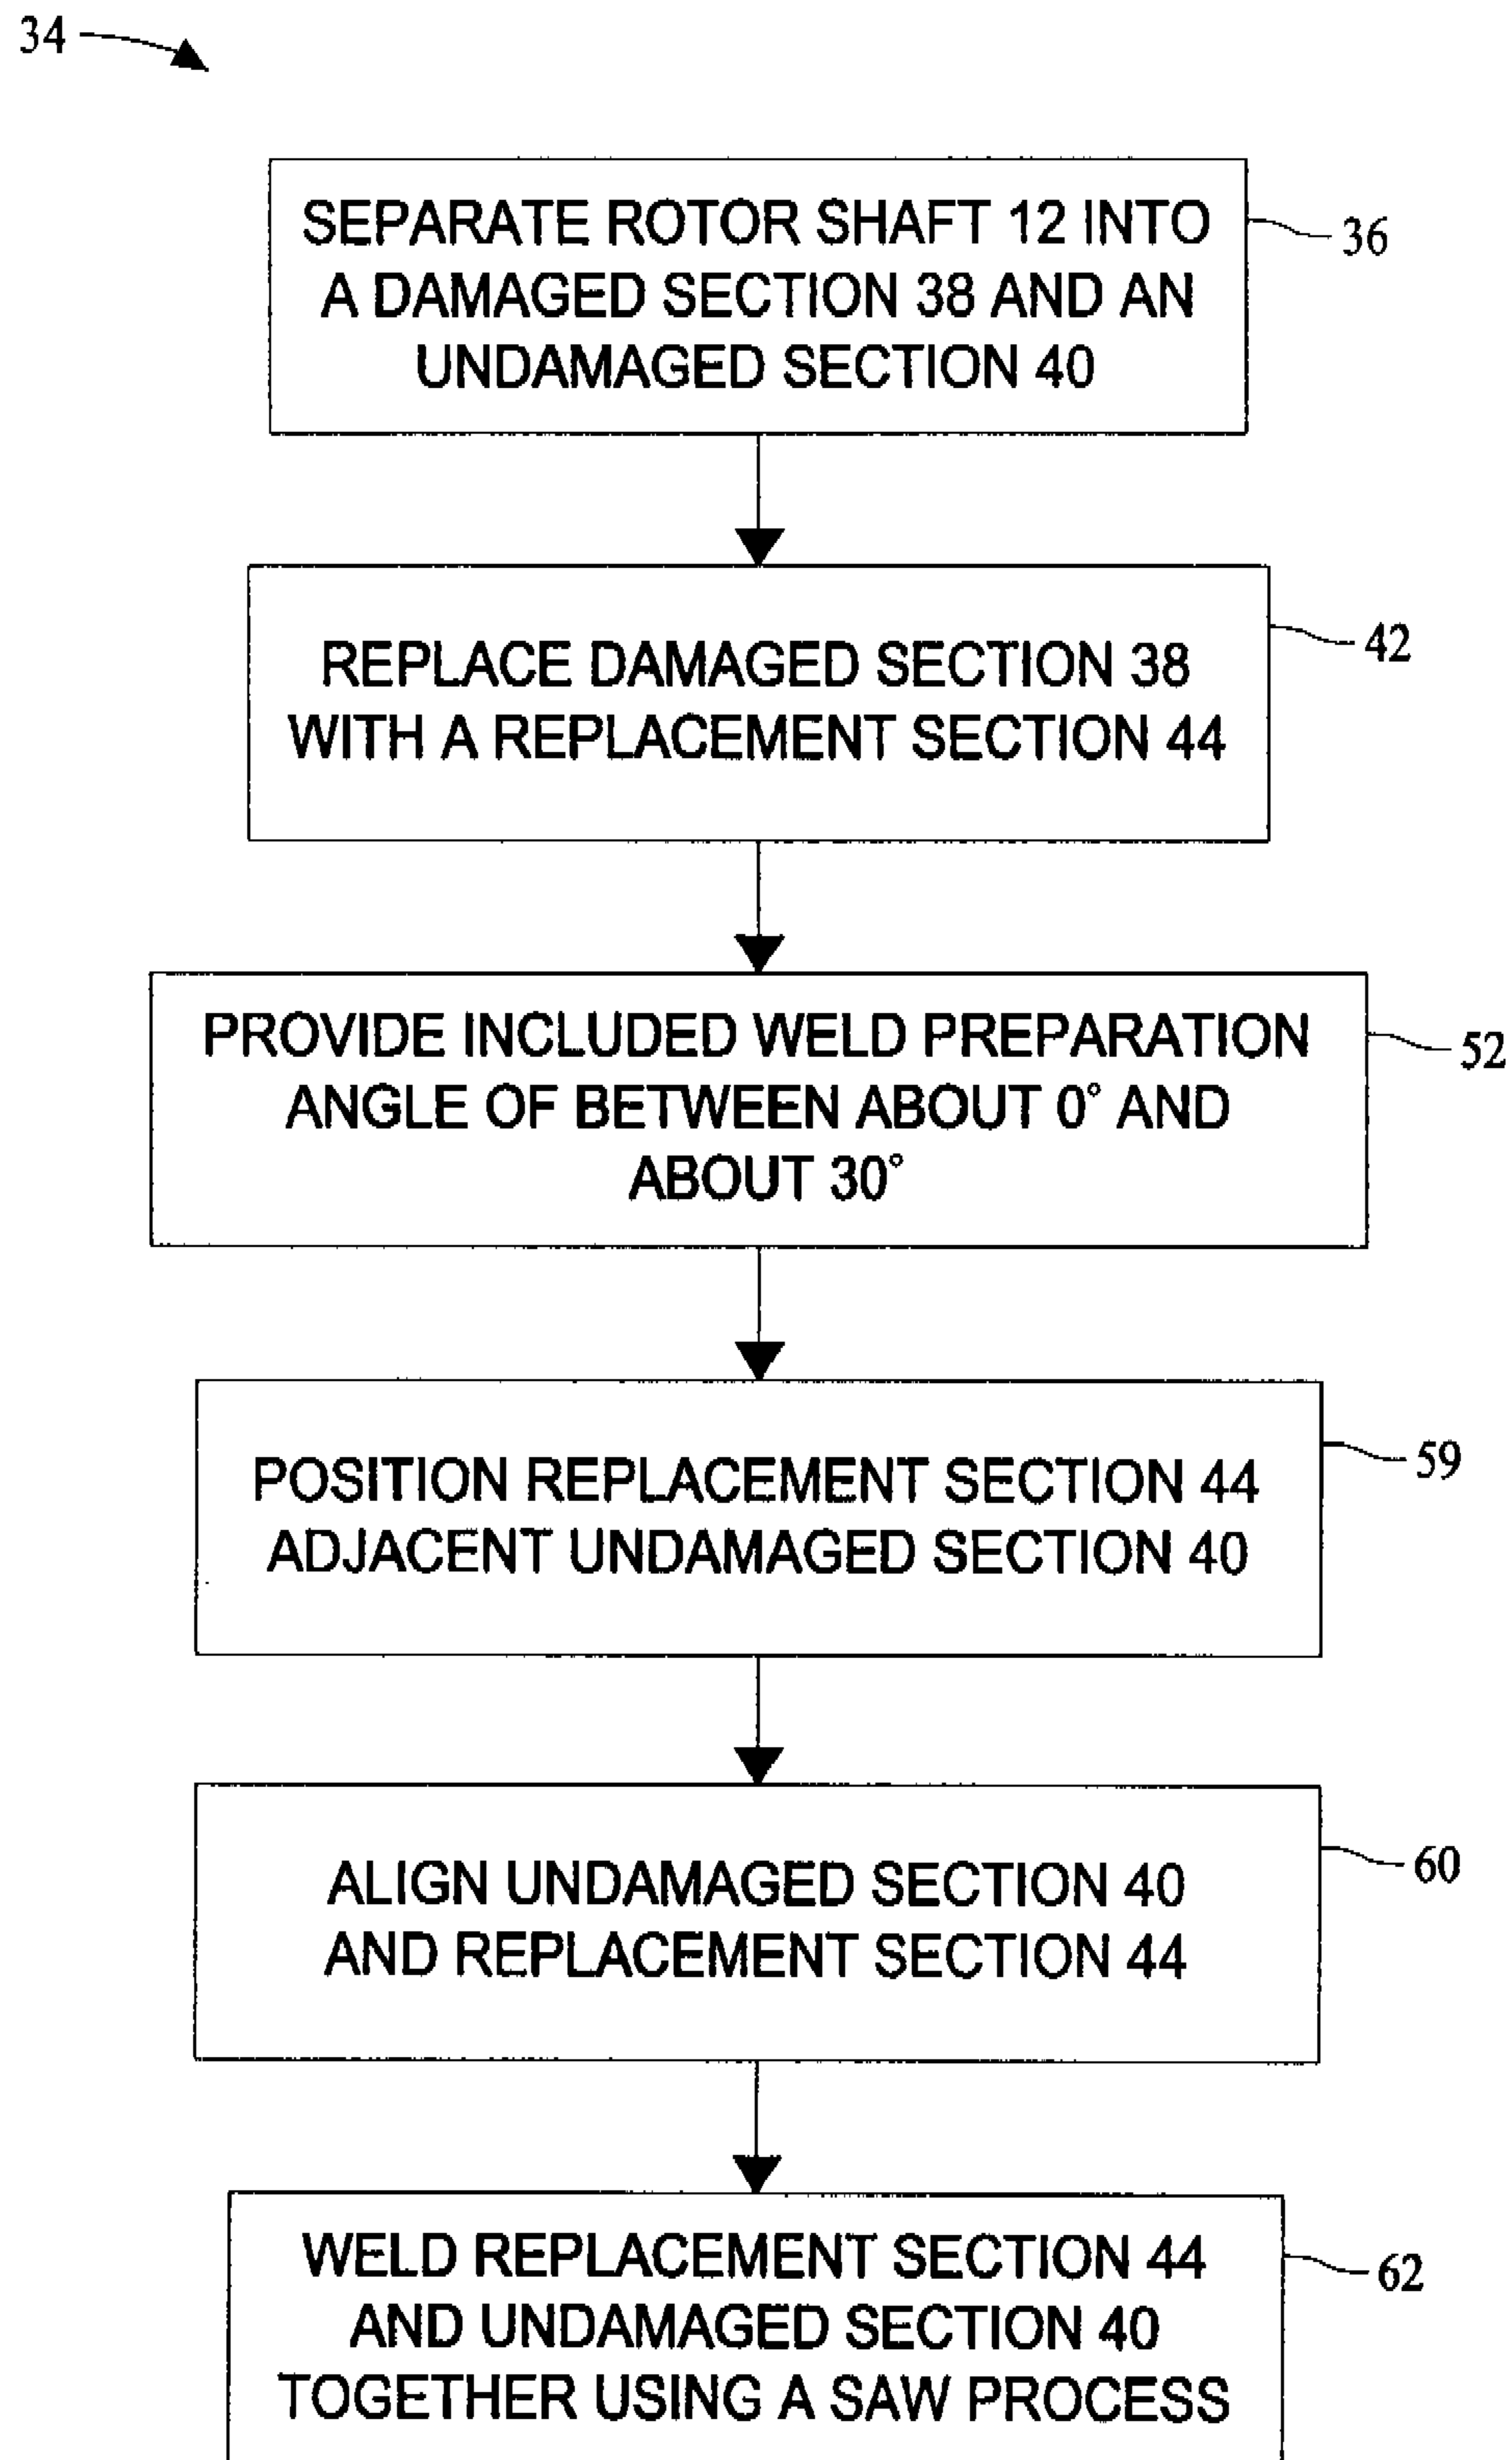 34
SEPARATE ROTOR SHAFT 12 INTO
A DAMAGED SECTION 38 AND AN
UNDAMAGED SECTION 40
36
REPLACE DAMAGED SECTION 38
WITH A REPLACEMENT SECTION 44
42
PROVIDE INCLUDED WELD PREPARATION
ANGLE OF BETWEEN ABOUT 0° AND
ABOUT 30°
52
POSITION REPLACEMENT SECTION 44
ADJACENT UNDAMAGED SECTION 40
59
ALIGN UNDAMAGED SECTION 40
AND REPLACEMENT SECTION 44
60
WELD REPLACEMENT SECTION 44
AND UNDAMAGED SECTION 40
TOGETHER USING A SAW PROCESS
62